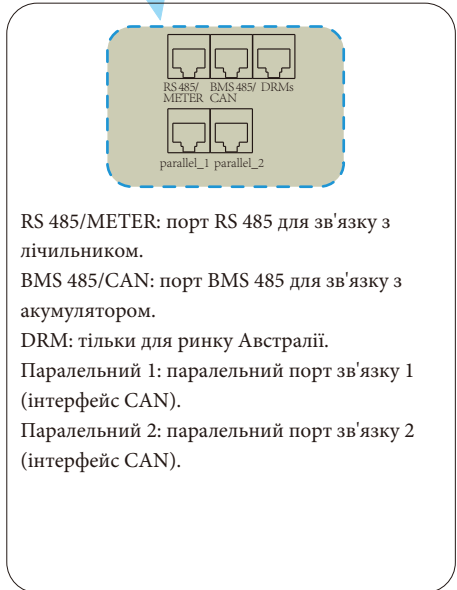 RS 485/ BMS 485/ DRMs
METER CAN
parallel_1 parallel_2
RS 485/METER: порт RS 485 для зв'язку з
лічильником.
BMS 485/CAN: порт BMS 485 для зв'язку з
акумулятором.
DRM: тільки для ринку Австралії.
Паралельний 1: паралельний порт зв'язку 1
(інтерфейс CAN).
Паралельний 2: паралельний порт зв'язку 2
(інтерфейс CAN).